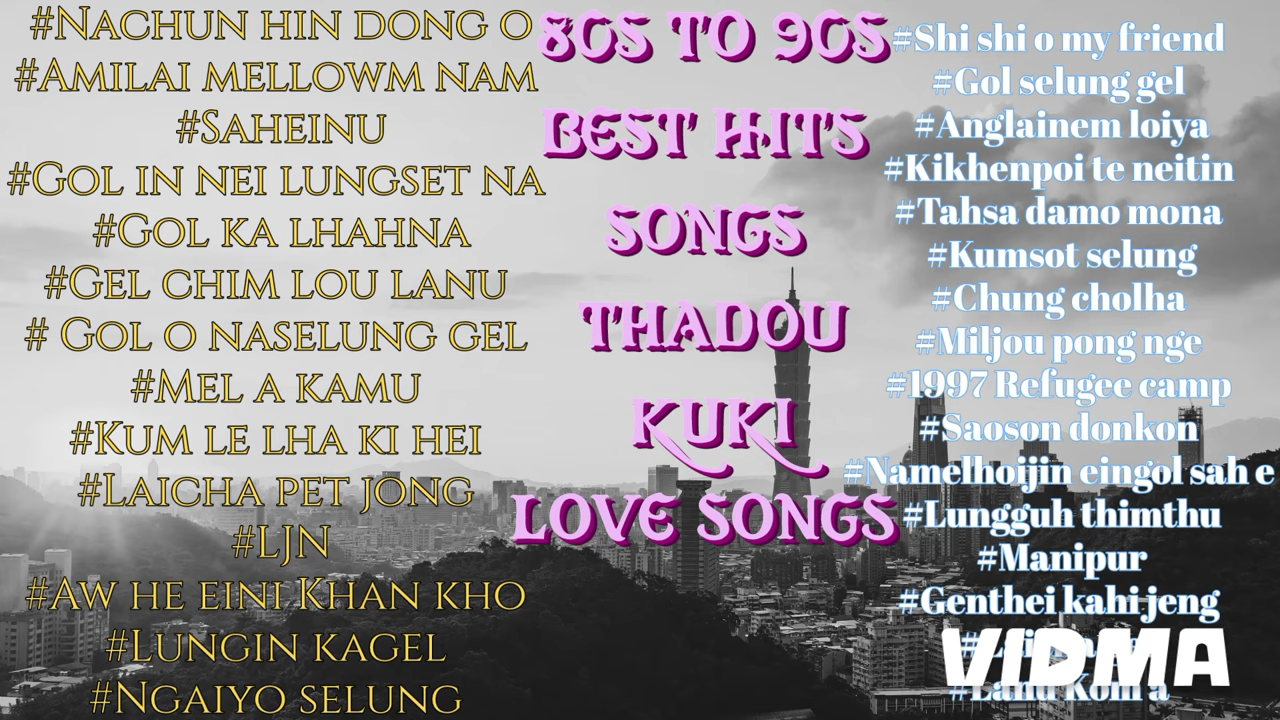 #Nachun hin dong o
#Amilai mellowm nam
#Saheinu
#Gol in nei lungset na
#Gol ka lhahna
#Gel chim lou lanu
# Gol o naselung gel
#Mel a kamu
#Kum le lha ki hei
#Laicha pet jong
#LJN
#Aw he eini Khan kho
#Lungin kagel
#Ngaiyo selung
80s to 90s
Best Hits
Songs
Thadou
Kuki
Love Songs
#Shi shi o my friend
#Gol selung gel
#Anglainem loiya
#Kikhenpoi te neitin
#Tahsa damo mona
#Kumsot selung
#Chung cholha
#Miljou pong nge
#1997 Refugee camp
#Saoson donkon
#Namelhoijin eingol sah e
#Lungguh thimthu
#Manipur
#Genthei kahi jeng
#Lanu Kom a
VIDMA